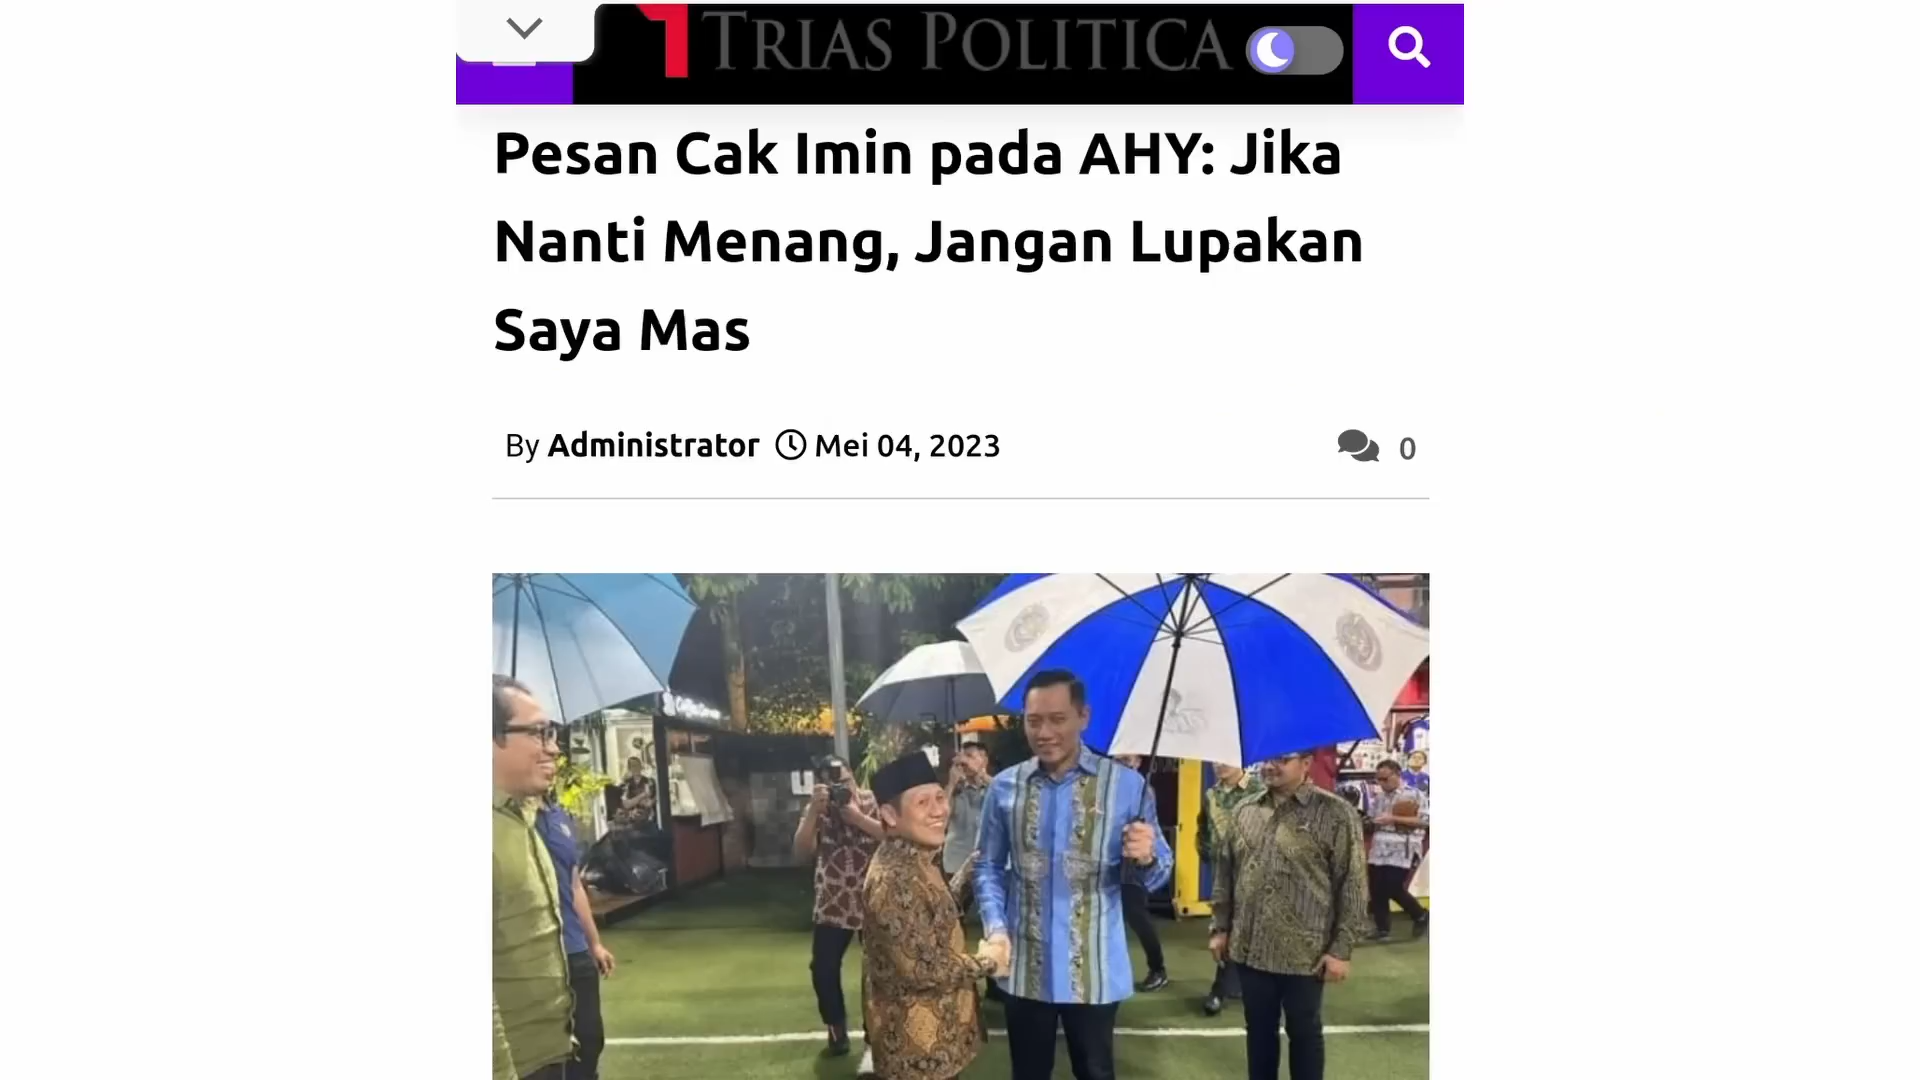 TRIAS POLITICA
Pesan Cak Imin pada AHY: Jika
Nanti Menang, Jangan Lupakan
Saya Mas
By Administrator Mei 04, 2023
0